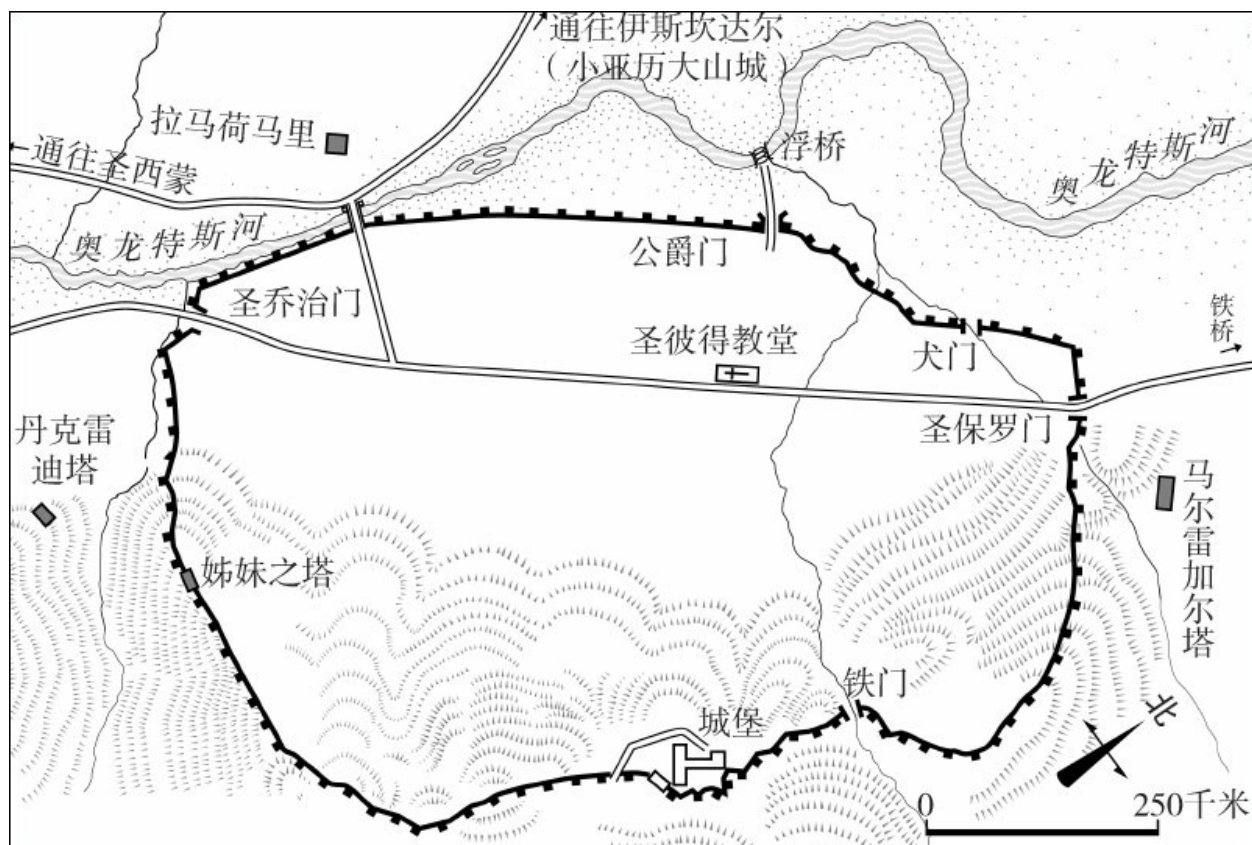 通往伊斯坎达尔
（小亚历大山城）
拉马荷马里
←通往圣西蒙
浮桥
奥龙特斯河
奥龙特斯河
公爵门
圣乔治门
铁桥
圣彼得教堂
犬门
圣保罗门
丹克雷
迪塔
马尔雷加尔塔
姊妹之塔
铁门
城堡
北
0 250千米